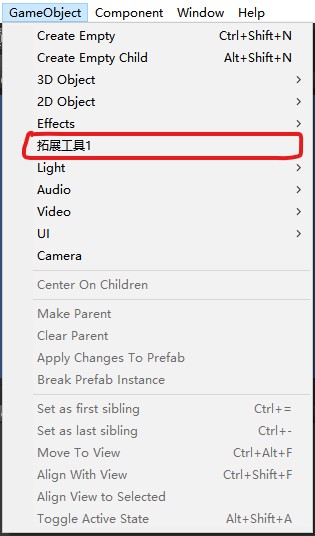 GameObject Component Window Help
Create Empty Ctrl+Shift+N
Create Empty Child Alt+Shift+N
3D Object
2D Object
Effects
拓展工具1
Light
Audio
Video
UI
Camera
Center On Children
Make Parent
Clear Parent
Apply Changes To Prefab
Break Prefab Instance
Set as first sibling Ctrl+=
Set as last sibling Ctrl+-
Move To View Ctrl+Alt+F
Align With View Ctrl+Shift+F
Align View to Selected
Toggle Active State Alt+Shift+A